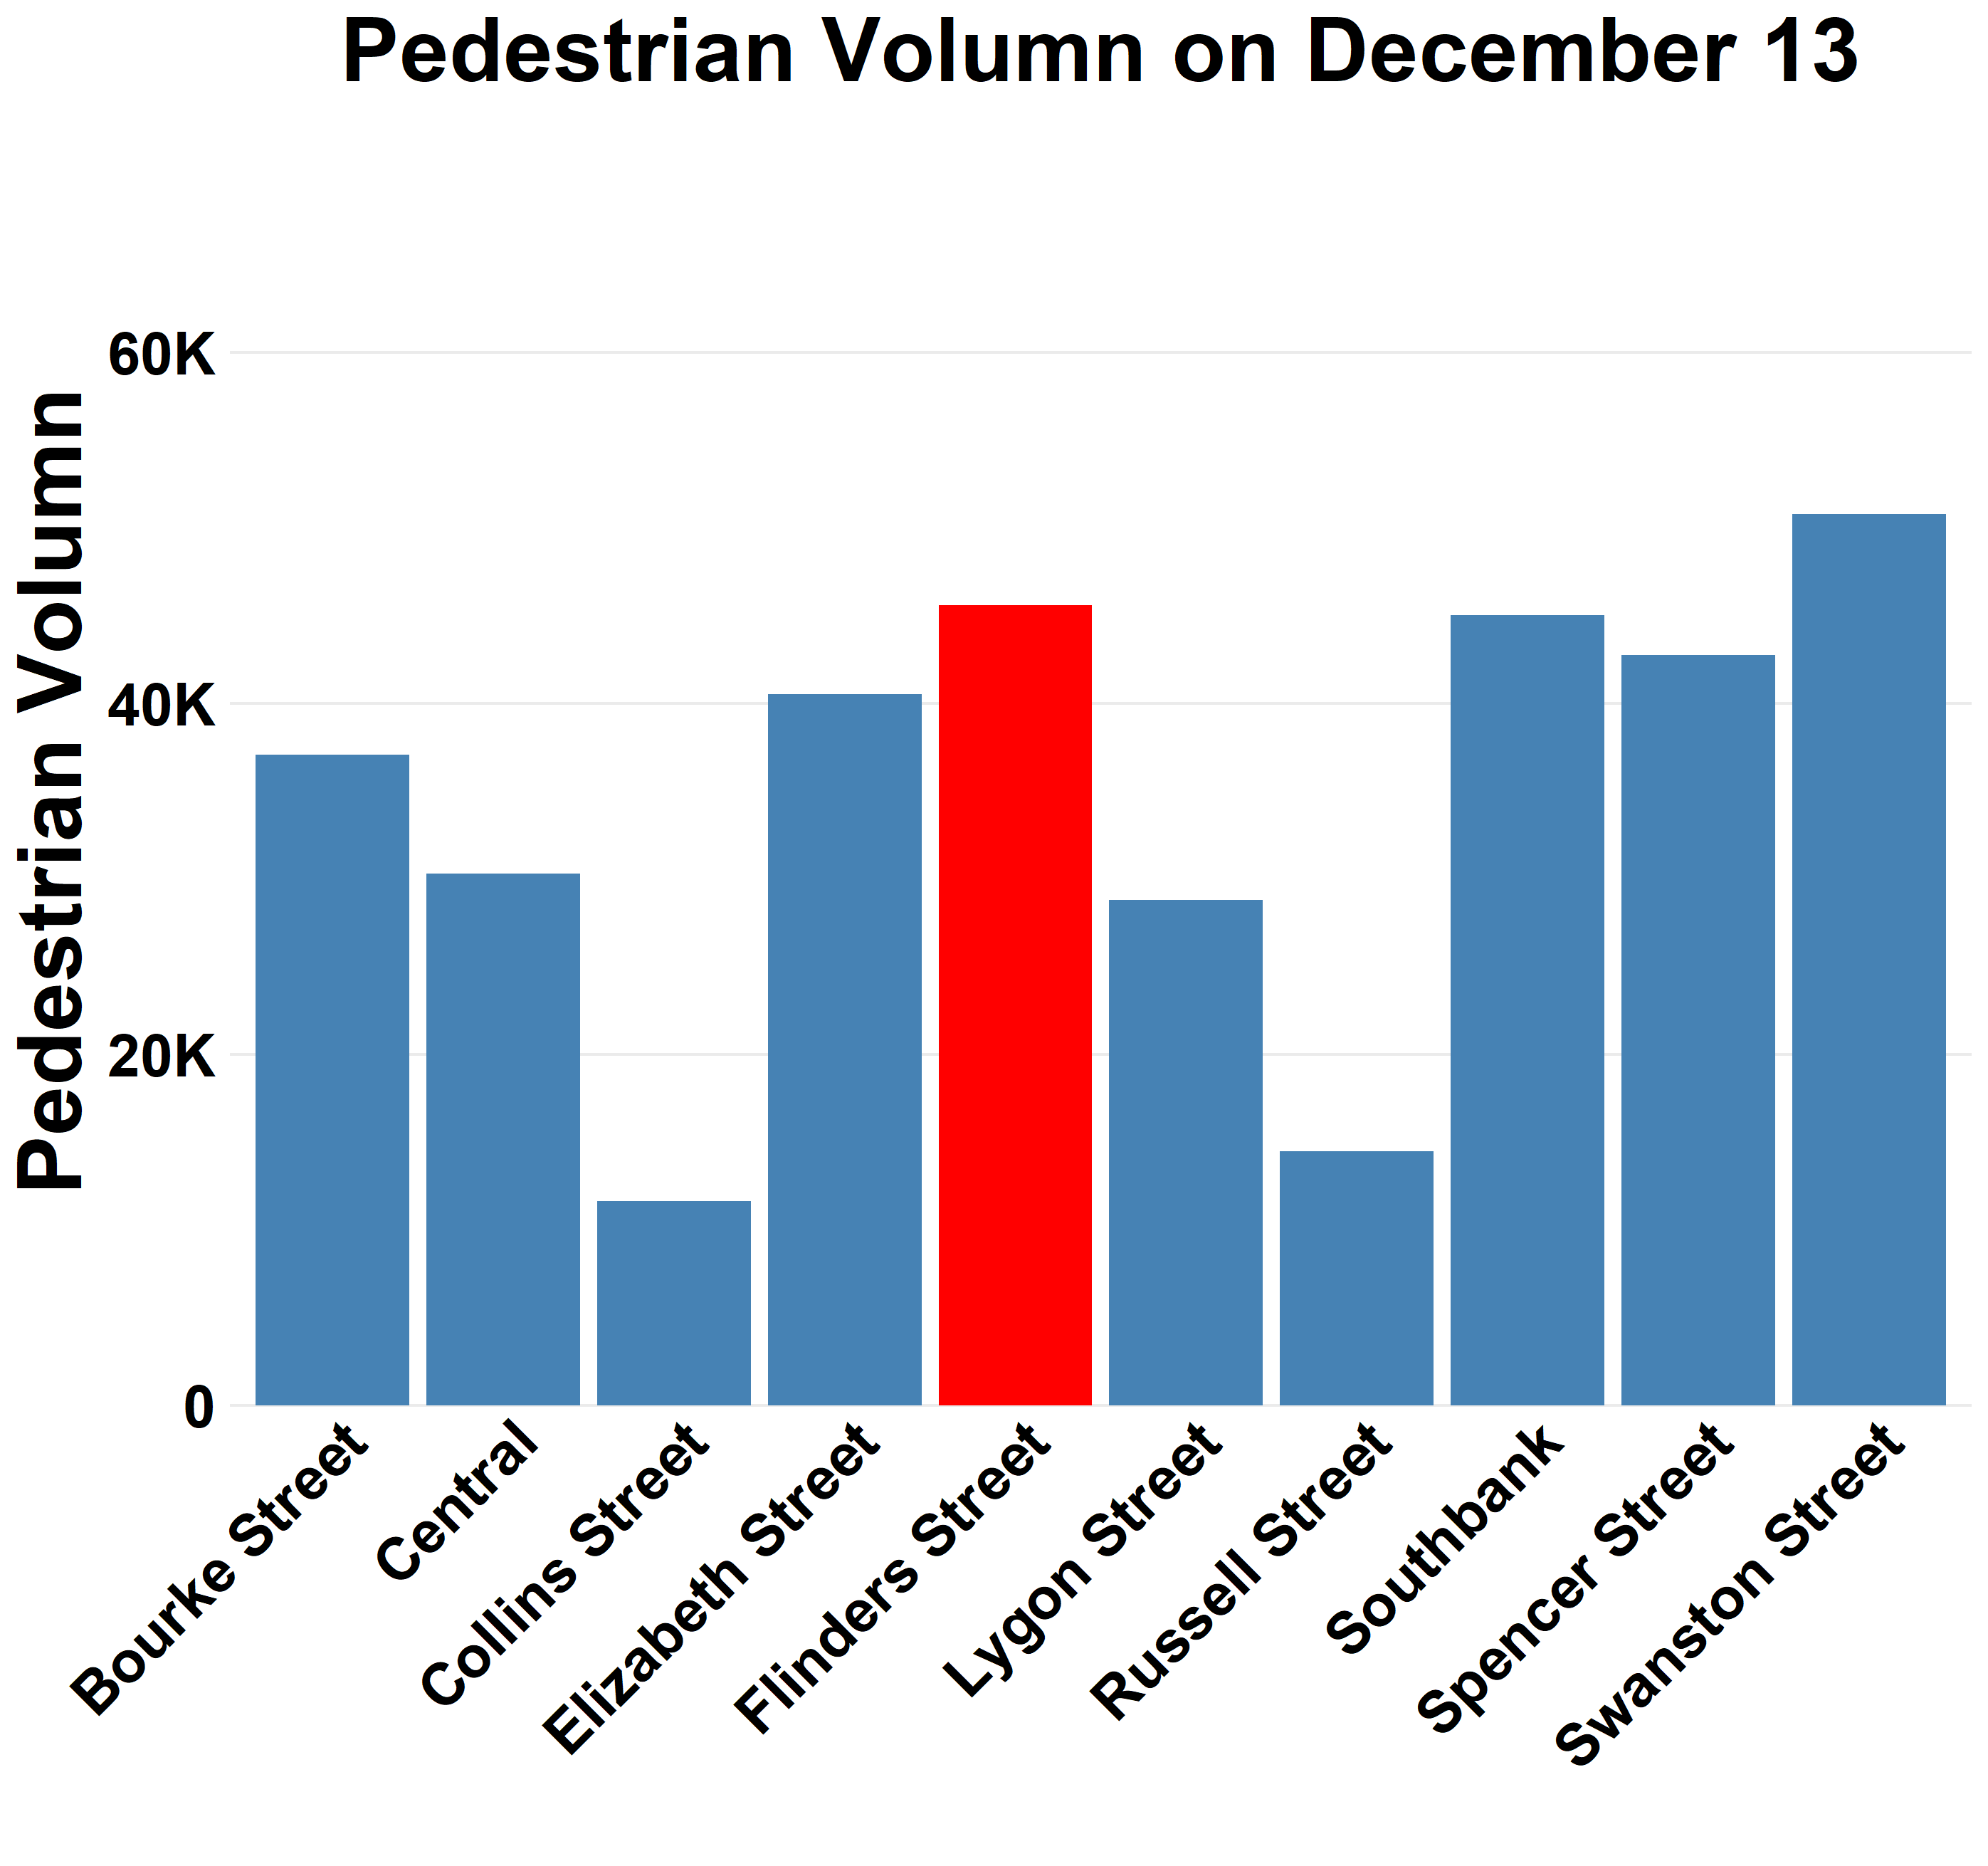 Pedestrian Volumn on December 13
Pedestrian Volumn
60K
40K
20K
0
Bourke Street
Central
Collins Street
Elizabeth Street
Flinders Street
Lygon Street
Russell Street
Southbank
Spencer Street
Swanston Street